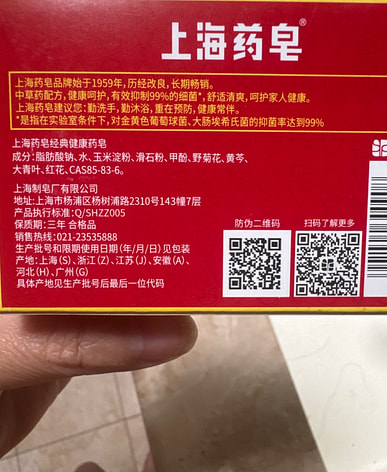 上海药皂®
上海药皂品牌始于1959年，历经改良，长期畅销。
中草药配方，健康呵护，有效抑制99%的细菌*，舒适清爽，呵护家人健康。
上海药皂建议您：勤洗手，勤沐浴，重在预防，健康常伴。
*是指在实验室条件下，对金黄色葡萄球菌、大肠埃希氏菌的抑菌率达到99%
上海药皂经典健康药皂
成分：脂肪酸钠、水、玉米淀粉、滑石粉、甲酚、野菊花、黄芩、
大青叶、红花、CAS85-83-6。
上海制皂厂有限公司
地址：上海市杨浦区杨树浦路2310号143幢7层
产品执行标准：Q/SHZZ005
保质期：三年 合格品
销售热线：021-23535888
生产批号和限期使用日期（年/月/日）见包装
产地：上海(S)、浙江(Z)、江苏(J)、安徽(A)、
河北(H)、广州(G)
具体产地见生产批号后最后一位代码
防伪二维码
扫码了解更多